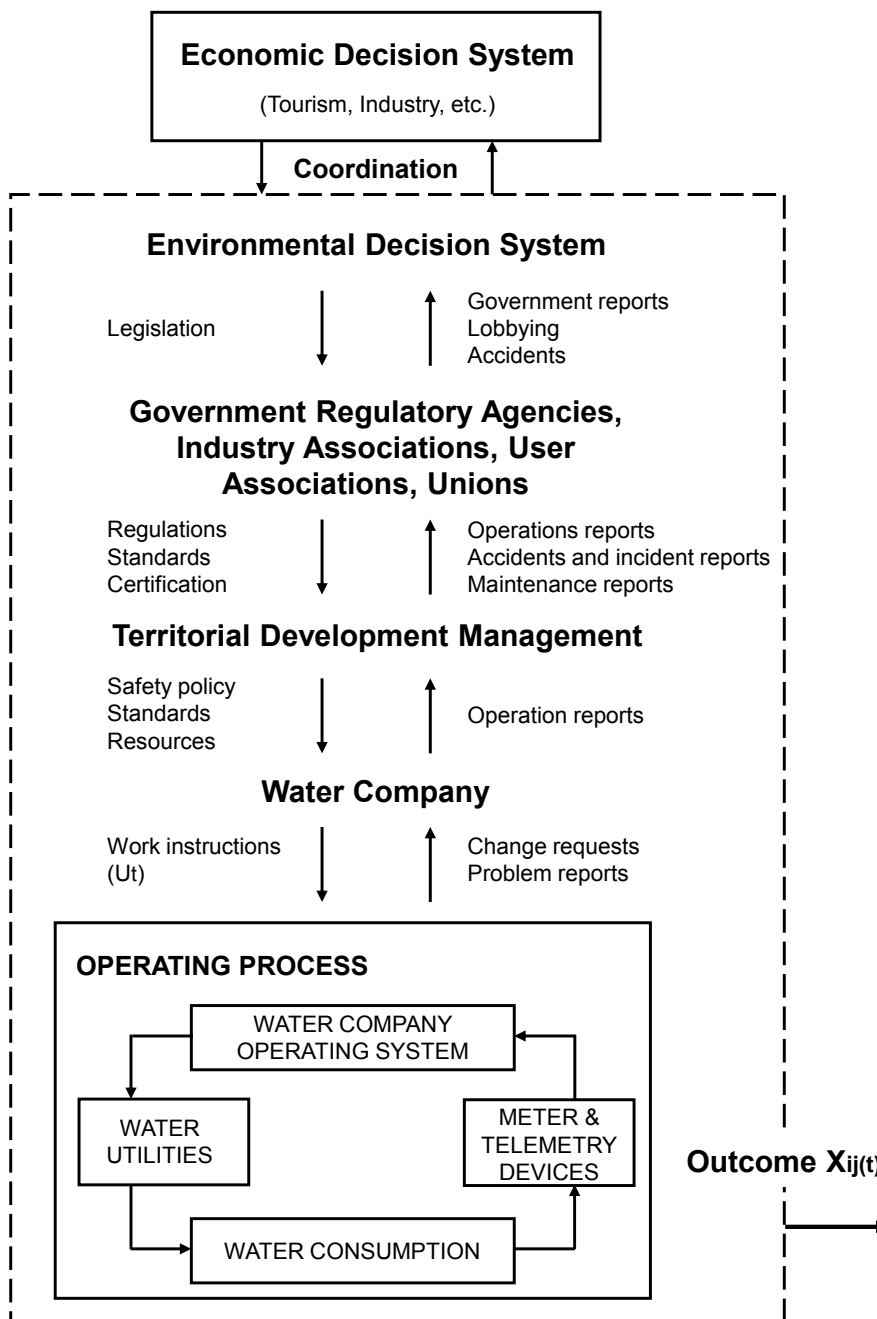 Economic Decision System
(Tourism, Industry, etc.)
Coordination
Environmental Decision System
Legislation
Government reports
Lobbying
Accidents
Government Regulatory Agencies,
Industry Associations, User
Associations, Unions
Regulations
Standards
Certification
Operations reports
Accidents and incident reports
Maintenance reports
Territorial Development Management
Safety policy
Standards
Resources
Operation reports
Water Company
Work instructions
(Ut)
Change requests
Problem reports
OPERATING PROCESS
WATER COMPANY
OPERATING SYSTEM
WATER
UTILITIES
METER &
TELEMETRY
DEVICES
WATER CONSUMPTION
Outcome Xij(t)